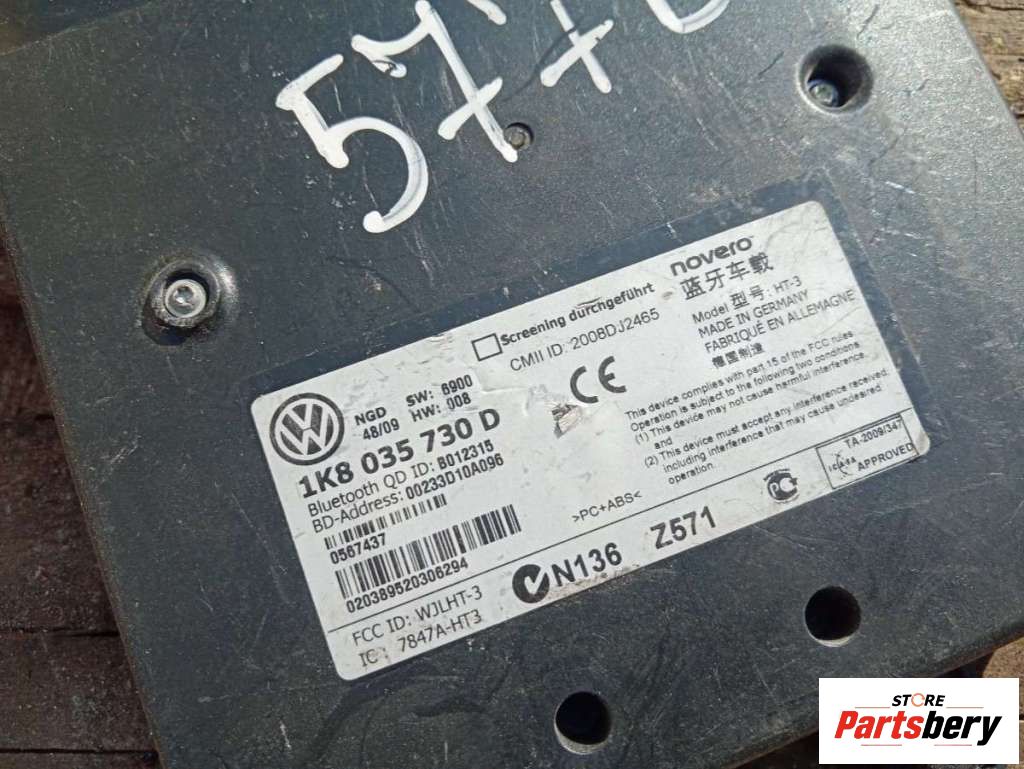 577
novero
蓝牙车载
Model 型号: HT-3
MADE IN GERMANY
FABRIQUÉ EN ALLEMAGNE
德国制造
Screening durchgeführt
CMII ID: 2008DJ2465
CE
NGD SW: 6900
48/09 HW: 008
1K8 035 730 D
Bluetooth QD ID: B012315
BD-Address: 00233D10A096
0567437
020389520306294
This device complies with part 15 of the FCC rules
Operation is subject to the following two conditions
(1) This device may not cause harmful interference.
and
(2) This device must accept any interference received.
including interference that may cause undesired
operation.
TA-2009/347
ICASA APPROVED
>PC+ABS<
FCC ID: WJLHT-3
IC: 7847A-HT3
N136 Z571
STORE
Partsbery